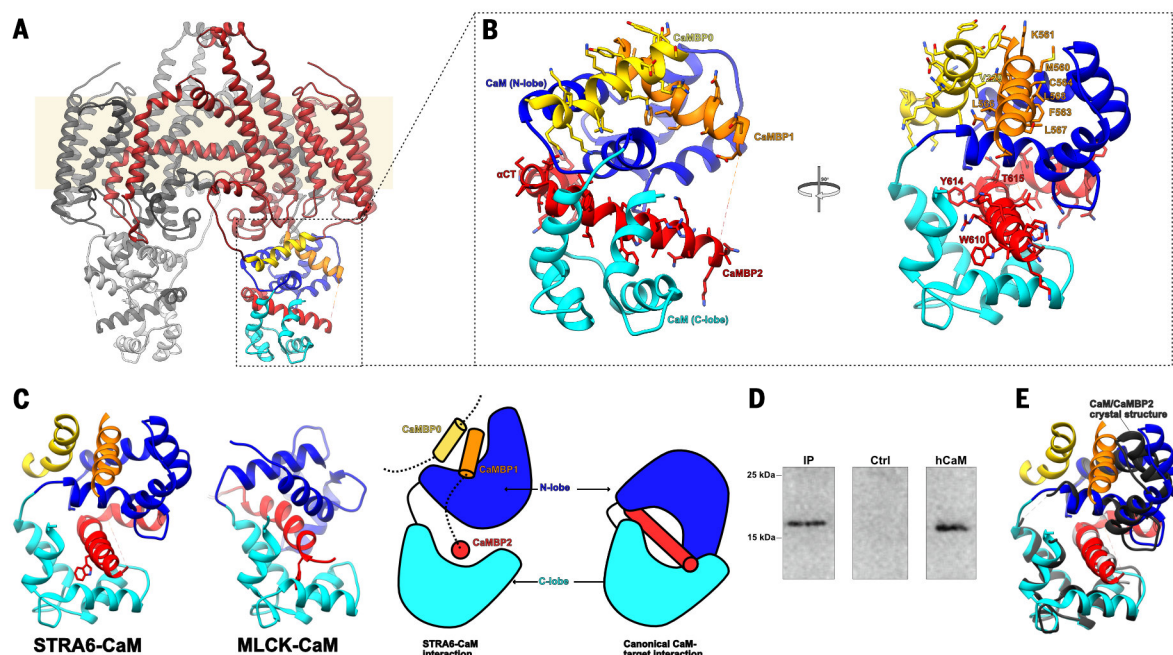 A
B
CaMBP0
CaM (N-lobe)
CaMBP1
αCT
CaMBP2
CaM (C-lobe)
90°
K561
M560
F563
L567
Y614
T615
W610
C
STRA6-CaM
MLCK-CaM
CaMBP0
CaMBP1
N-lobe
CaMBP2
C-lobe
STRA6-CaM
interaction
Canonical CaM-
target interaction
D
IP
Ctrl
hCaM
25 kDa
15 kDa
E
CaM/CaMBP2
crystal structure